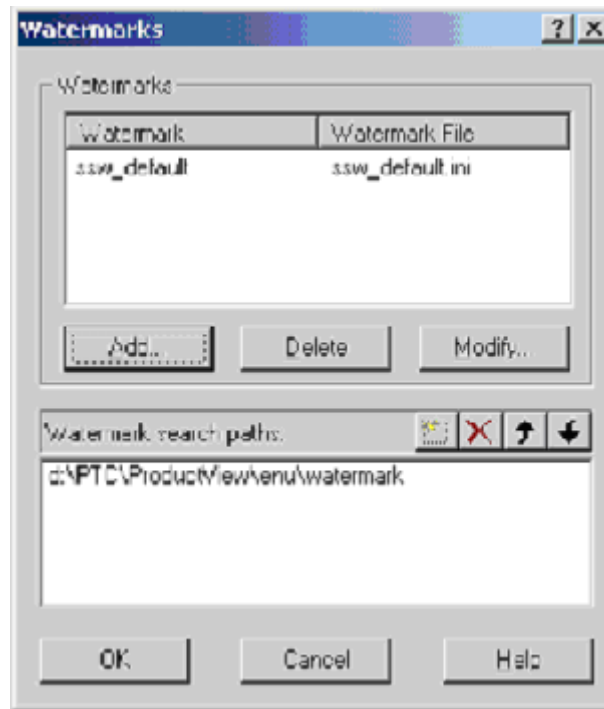 Watermarks
Watermarks
Watermark Watermark File
ssw_default ssw_default.ini
Add... Delete Modify...
Watermark search paths:
d:\PTC\ProductView\enu\watermark
OK Cancel Help